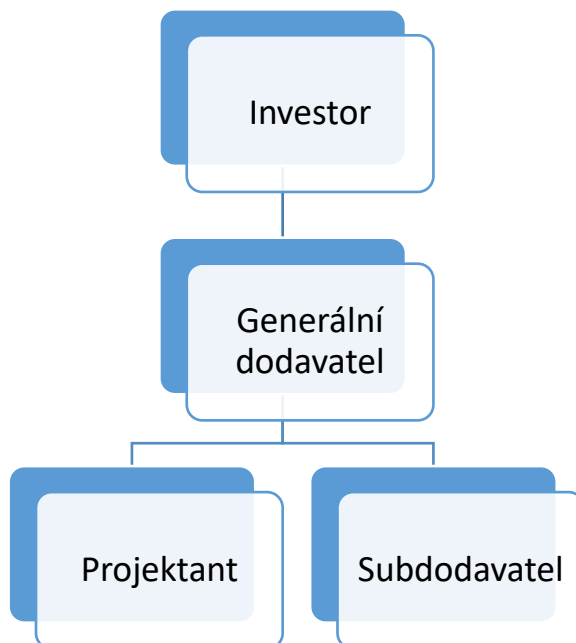 Investor
Generální
dodavatel
Projektant
Subdodavatel